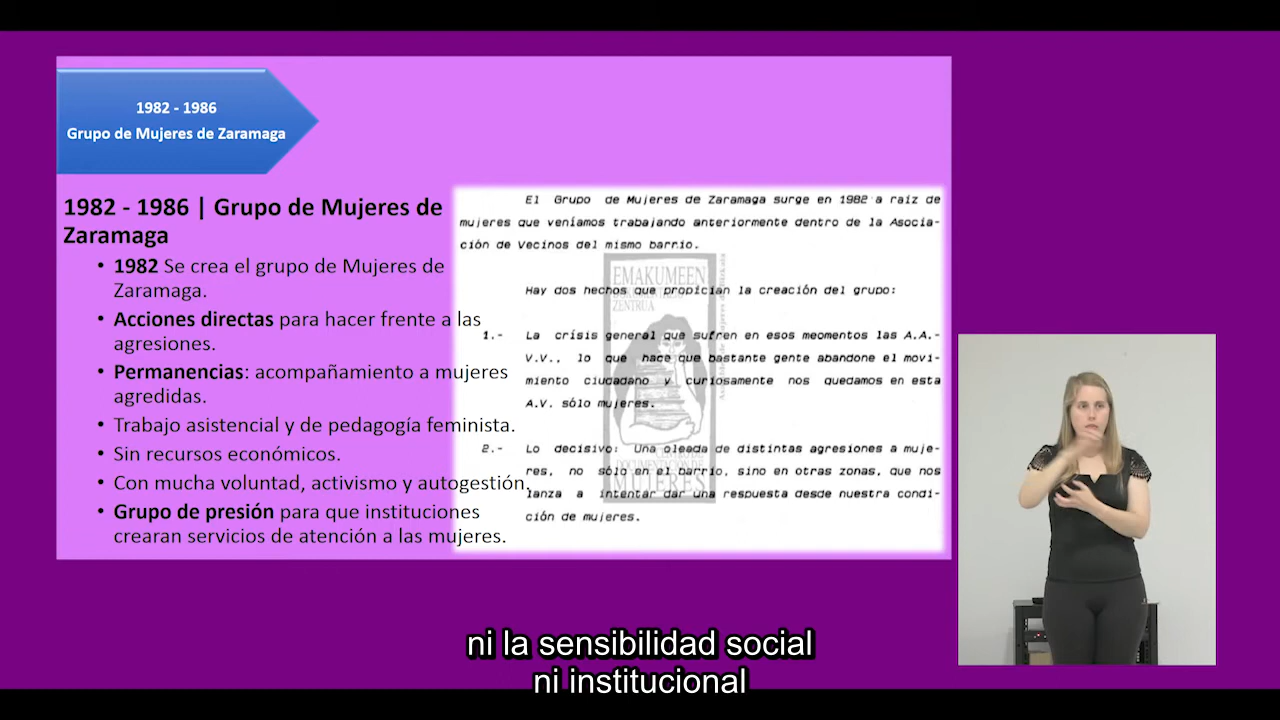 1982 - 1986
Grupo de Mujeres de Zaramaga
1982 - 1986 | Grupo de Mujeres de
Zaramaga
• 1982 Se crea el grupo de Mujeres de
Zaramaga.
• Acciones directas para hacer frente a las
agresiones.
• Permanencias: acompañamiento a mujeres
agredidas.
• Trabajo asistencial y de pedagogía feminista.
• Sin recursos económicos.
• Con mucha voluntad, activismo y autogestión.
• Grupo de presión para que instituciones
crearan servicios de atención a las mujeres.
El Grupo de Mujeres de Zaramaga surge en 1982 a raíz de
mujeres que veníamos trabajando anteriormente dentro de la Asocia-
ción de Vecinos del mismo barrio.
Hay dos hechos que propician la creación del grupo:
1.- La crisis general que sufren en esos meomentos las A.A.-
V.V., lo que hace que bastante gente abandone el movi-
miento ciudadano y curiosamente nos quedamos en esta
A.V. sólo mujeres.
2.- Lo decisivo: Una oleada de distintas agresiones a muje-
res, no sólo en el barrio, sino en otras zonas, que nos
lanza a intentar dar una respuesta desde nuestra condi-
ción de mujeres.
EMAKUMEEN
ZENTRUA
CENTRO DE
DOCUMENTACIÓN DE
MUJERES
ni la sensibilidad social
ni institucional